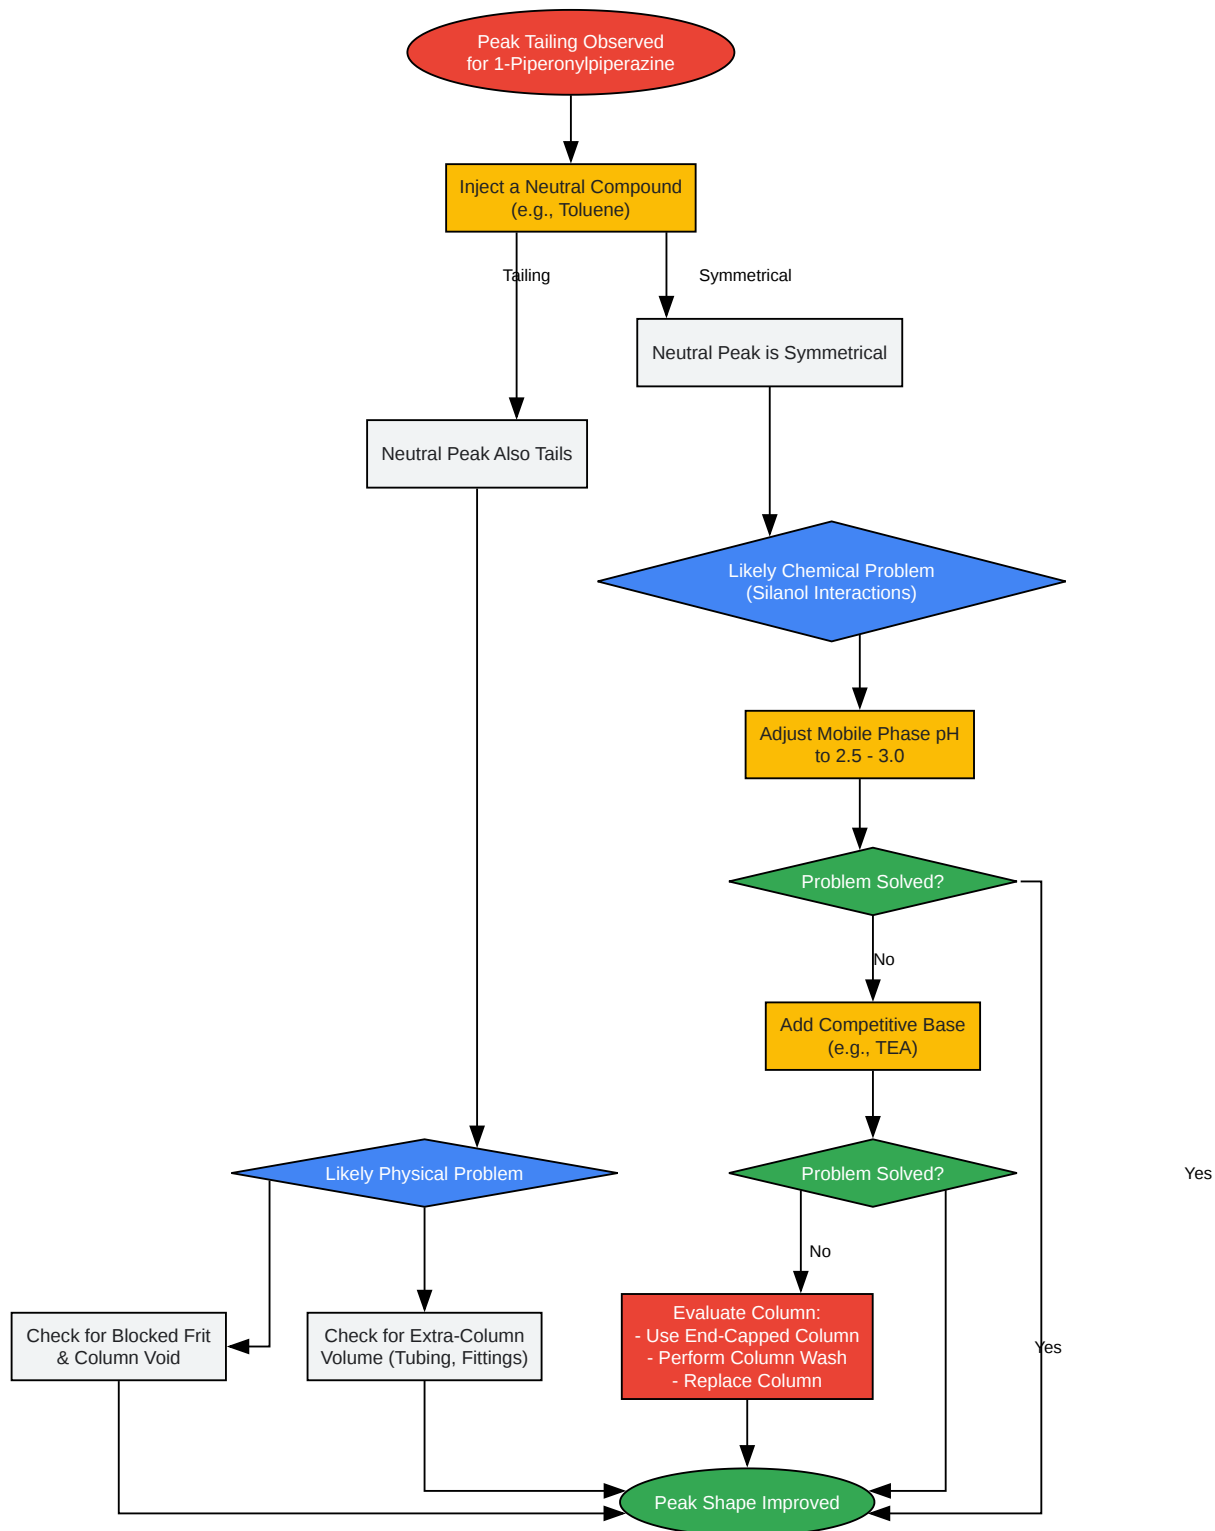 Peak Tailing Observed
for 1-Piperonylpiperazine
Inject a Neutral Compound
(e.g., Toluene)
Tailing
Symmetrical
Neutral Peak is Symmetrical
Neutral Peak Also Tails
Likely Chemical Problem
(Silanol Interactions)
Adjust Mobile Phase pH
to 2.5 - 3.0
Problem Solved?
No
Add Competitive Base
(e.g., TEA)
Likely Physical Problem
Problem Solved?
Yes
No
Check for Blocked Frit
& Column Void
Check for Extra-Column
Volume (Tubing, Fittings)
Evaluate Column:
- Use End-Capped Column
- Perform Column Wash
- Replace Column
Yes
Peak Shape Improved